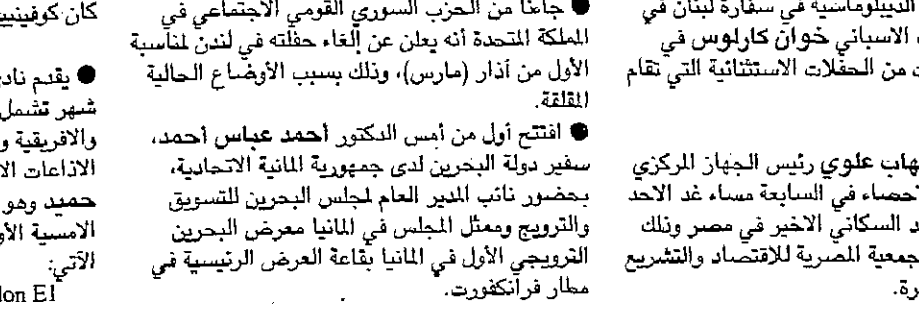 الديبلوماسية في سفارة لبنان في
الاسباني خوان كارلوس في
من الحفلات الاستثنائية التي تقام
هاب علوي رئيس الجهاز المركزي
حصاء في السابعة مساء غد الاحد
السكاني الاخير في مصر وذلك
جمعية المصرية للاقتصاد والتشريع
رة.
● جاءنا من الحزب السوري القومي الاجتماعي في
المملكة المتحدة أنه يعلن عن إلغاء حفلته في لندن لمناسبة
الأول من آذار (مارس)، وذلك بسبب الأوضاع الحالية
المقلقة.
● افتتح أول من أمس الدكتور أحمد عباس أحمد،
سفير دولة البحرين لدى جمهورية المانية الاتحادية،
بحضور نائب المدير العام لمجلس البحرين للتسويق
والترويج وممثل المجلس في المانيا معرض البحرين
الترويجي الأول في المانيا بقاعة العرض الرئيسية في
مطار فرانكفورت.
كان كوفينييه
● يقدم نادي
شهر تشمل
والافريقية و
الاذاعات الا
حميد وهو
الامسية الأو
الآتي:
lon El